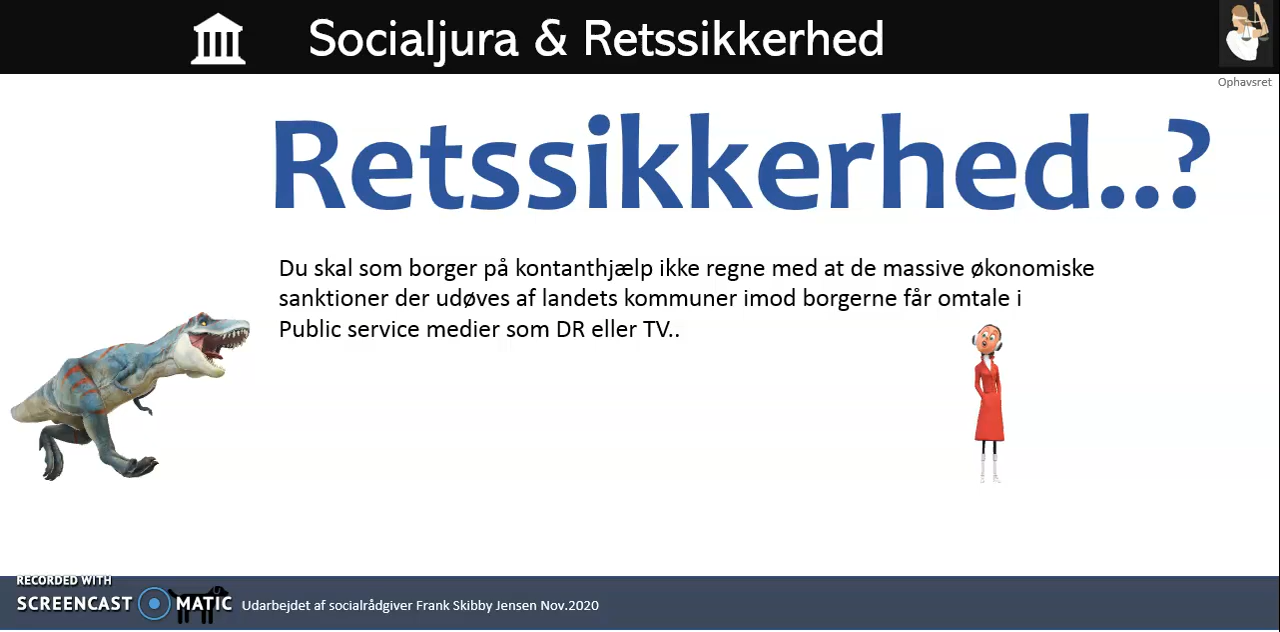 Socialjura & Retssikkerhed
Ophavsret
Retssikkerhed..?
Du skal som borger på kontanthjælp ikke regne med at de massive økonomiske
sanktioner der udøves af landets kommuner imod borgerne får omtale i
Public service medier som DR eller TV..
RECORDED WITH
SCREENCAST MATIC
Udarbejdet af socialrådgiver Frank Skibby Jensen Nov.2020